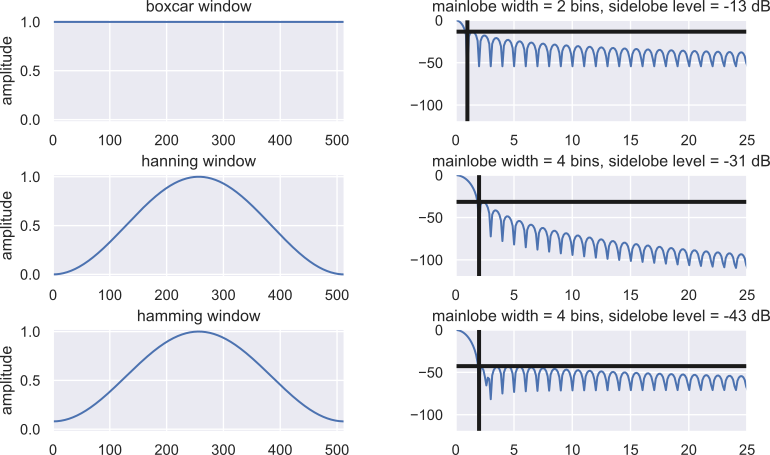 boxcar window
mainlobe width = 2 bins, sidelobe level = -13 dB
amplitude
1.0
0.5
0.0
0 100 200 300 400 500
0
−50
−100
0 5 10 15 20 25
hanning window
mainlobe width = 4 bins, sidelobe level = -31 dB
amplitude
1.0
0.5
0.0
0 100 200 300 400 500
0
−50
−100
0 5 10 15 20 25
hamming window
mainlobe width = 4 bins, sidelobe level = -43 dB
amplitude
1.0
0.5
0.0
0 100 200 300 400 500
0
−50
−100
0 5 10 15 20 25